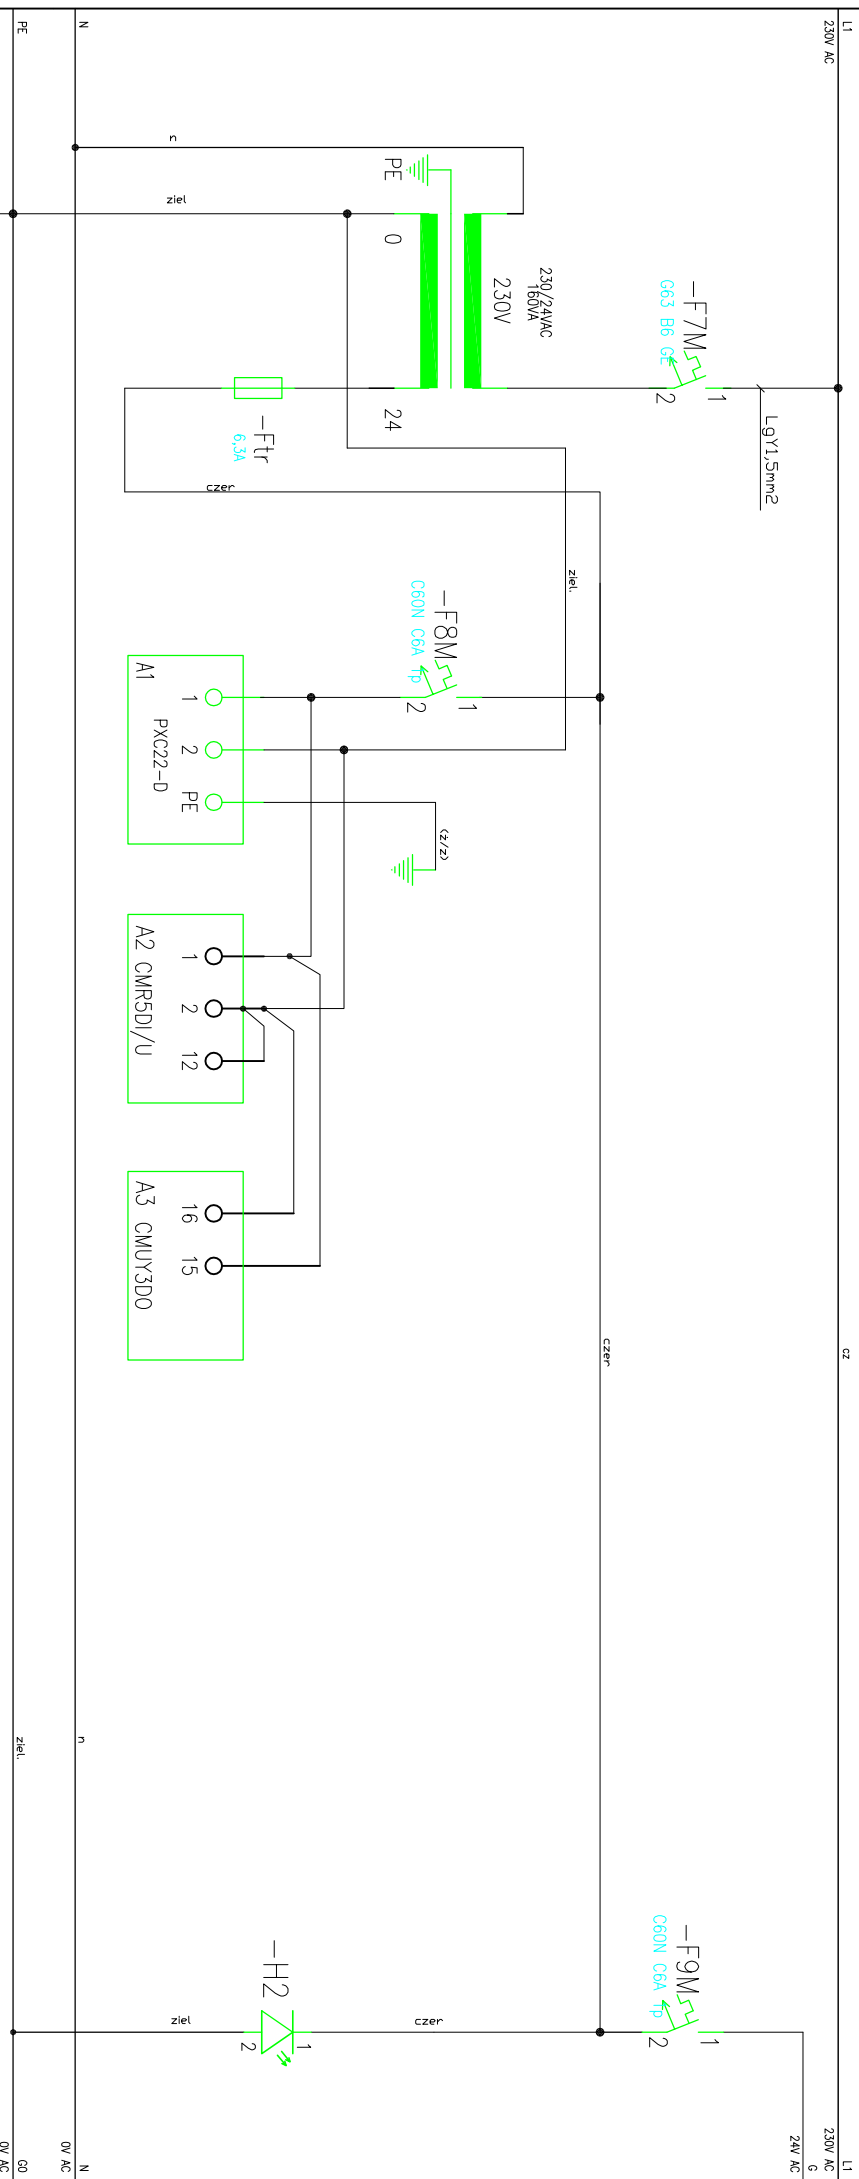 L1
230V AC
N
PE
n
ziel
PE
0
230/24VAC
160VA
230V
24
-F7M
G63 B6 GE
1
2
LgY1,5mm2
-Ftr
6,3A
czer
ziel.
-F8M
C60N C6A 1p
1
2
A1
PXC22-D
1
2
PE
(ż/z)
A2 CMR5DI/U
1
2
12
A3 CMUY3DO
16
15
czer
cz
n
ziel.
-F9M
C60N C6A 1p
1
2
-H2
1
2
czer
ziel
L1
230V AC
G
24V AC
N
0V AC
G0
0V AC